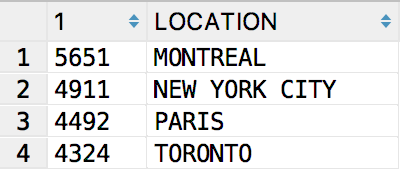 1 LOCATION
1 5651 MONTREAL
2 4911 NEW YORK CITY
3 4492 PARIS
4 4324 TORONTO